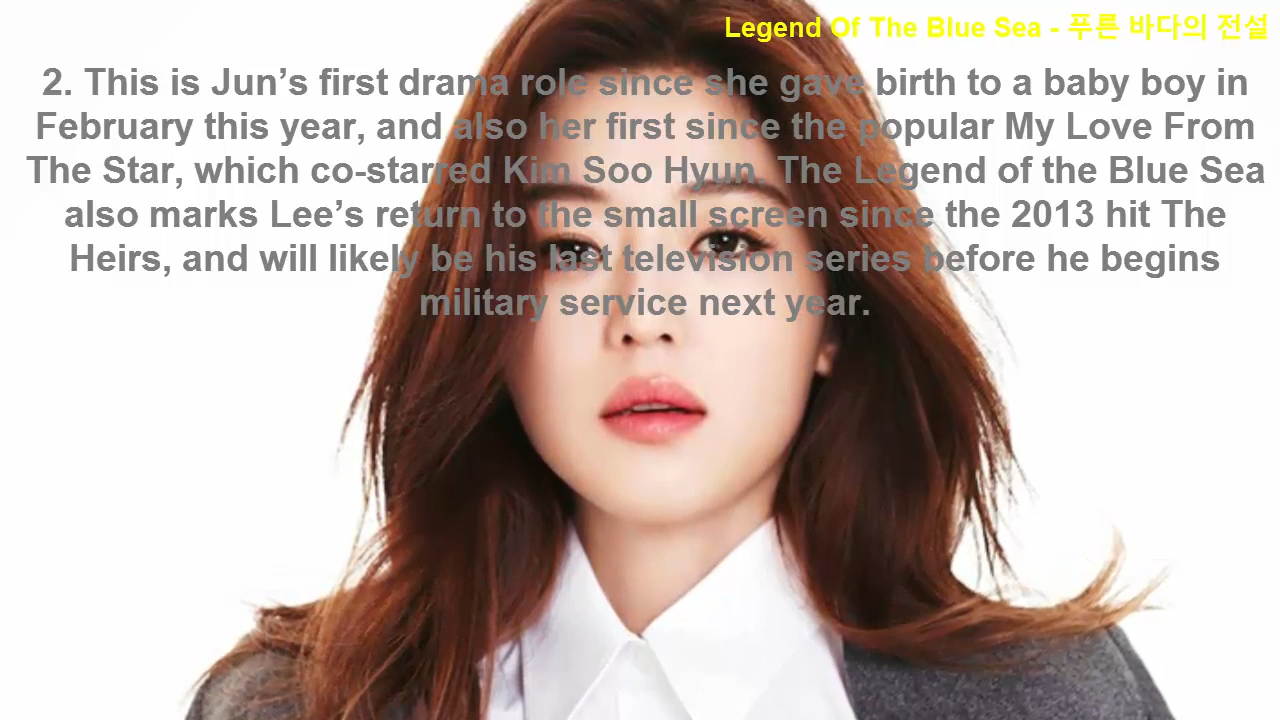 Legend Of The Blue Sea - 푸른 바다의 전설
2. This is Jun’s first drama role since she gave birth to a baby boy in
February this year, and also her first since the popular My Love From
The Star, which co-starred Kim Soo Hyun. The Legend of the Blue Sea
also marks Lee’s return to the small screen since the 2013 hit The
Heirs, and will likely be his last television series before he begins
military service next year.